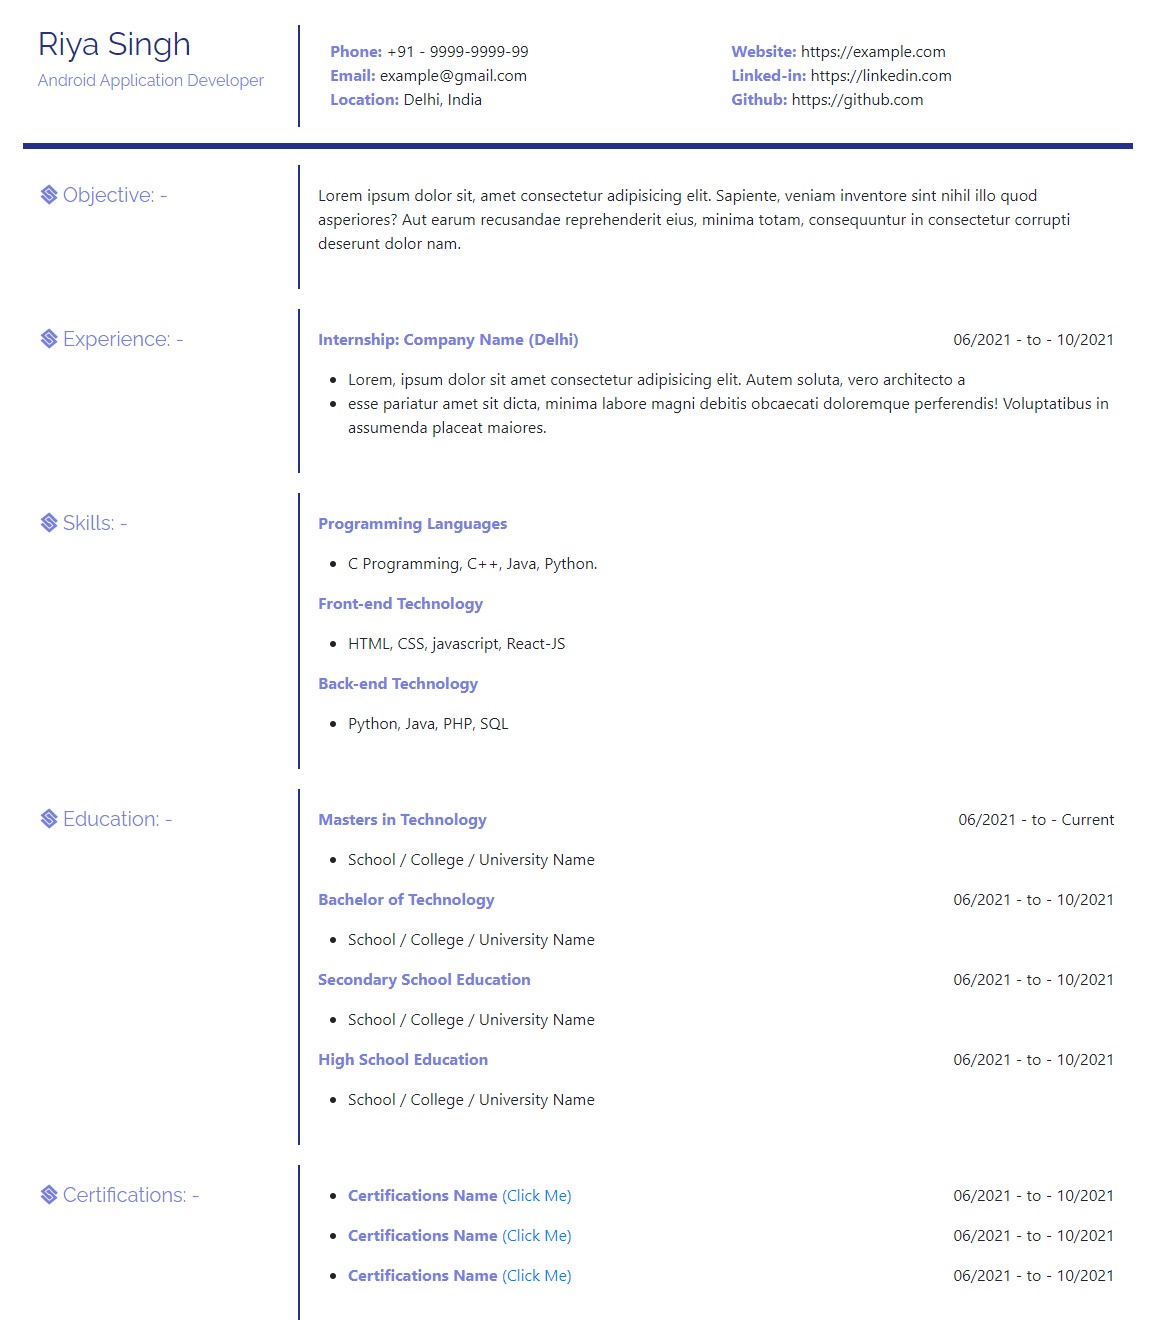 Riya Singh
Android Application Developer
Phone: +91 - 9999-9999-99
Email: example@gmail.com
Location: Delhi, India
Website: https://example.com
Linked-in: https://linkedin.com
Github: https://github.com
Objective: -
Lorem ipsum dolor sit, amet consectetur adipisicing elit. Sapiente, veniam inventore sint nihil illo quod
asperiores? Aut earum recusandae reprehenderit eius, minima totam, consequuntur in consectetur corrupti
deserunt dolor nam.
Experience: -
Internship: Company Name (Delhi) 06/2021 - to - 10/2021
• Lorem, ipsum dolor sit amet consectetur adipisicing elit. Autem soluta, vero architecto a
• esse pariatur amet sit dicta, minima labore magni debitis obcaecati doloremque perferendis! Voluptatibus in
assumenda placeat maiores.
Skills: -
Programming Languages
• C Programming, C++, Java, Python.
Front-end Technology
• HTML, CSS, javascript, React-JS
Back-end Technology
• Python, Java, PHP, SQL
Education: -
Masters in Technology 06/2021 - to - Current
• School / College / University Name
Bachelor of Technology 06/2021 - to - 10/2021
• School / College / University Name
Secondary School Education 06/2021 - to - 10/2021
• School / College / University Name
High School Education 06/2021 - to - 10/2021
• School / College / University Name
Certifications: -
• Certifications Name (Click Me) 06/2021 - to - 10/2021
• Certifications Name (Click Me) 06/2021 - to - 10/2021
• Certifications Name (Click Me) 06/2021 - to - 10/2021